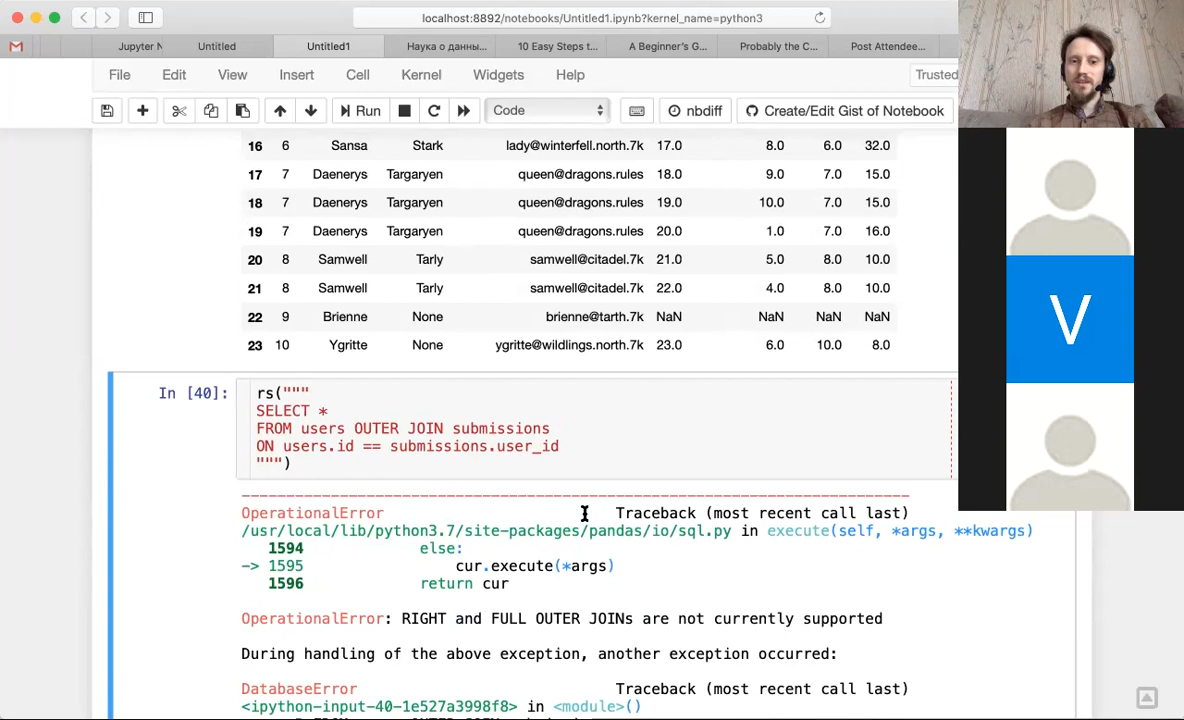 localhost:8892/notebooks/Untitled1.ipynb?kernel_name=python3
Jupyter N
Untitled
Untitled1
Наука о данны...
10 Easy Steps t...
A Beginner's G...
Probably the C...
Post Attendee...
File Edit View Insert Cell Kernel Widgets Help Trusted
Run Code nbdiff Create/Edit Gist of Notebook
16 6 Sansa Stark lady@winterfell.north.7k 17.0 8.0 6.0 32.0
17 7 Daenerys Targaryen queen@dragons.rules 18.0 9.0 7.0 15.0
18 7 Daenerys Targaryen queen@dragons.rules 19.0 10.0 7.0 15.0
19 7 Daenerys Targaryen queen@dragons.rules 20.0 1.0 7.0 16.0
20 8 Samwell Tarly samwell@citadel.7k 21.0 5.0 8.0 10.0
21 8 Samwell Tarly samwell@citadel.7k 22.0 4.0 8.0 10.0
22 9 Brienne None brienne@tarth.7k NaN NaN NaN NaN
23 10 Ygritte None ygritte@wildlings.north.7k 23.0 6.0 10.0 8.0
In [40]: rs("""
SELECT *
FROM users OUTER JOIN submissions
ON users.id == submissions.user_id
""")
OperationalError Traceback (most recent call last)
/usr/local/lib/python3.7/site-packages/pandas/io/sql.py in execute(self, *args, **kwargs)
1594 else:
-> 1595 cur.execute(*args)
1596 return cur
OperationalError: RIGHT and FULL OUTER JOINs are not currently supported
During handling of the above exception, another exception occurred:
DatabaseError Traceback (most recent call last)
<ipython-input-40-1e527a3998f8> in <module>()
V